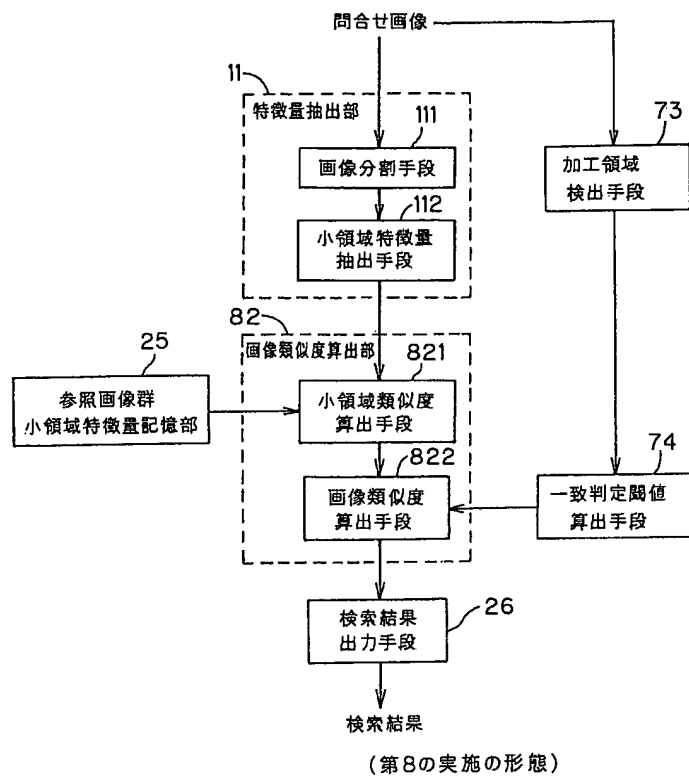 問合せ画像
11
特徴量抽出部
111
画像分割手段
112
小領域特徴量
抽出手段
73
加工領域
検出手段
82
画像類似度算出部
25
参照画像群
小領域特徴量記憶部
821
小領域類似度
算出手段
822
画像類似度
算出手段
74
一致判定閾値
算出手段
検索結果
出力手段
26
検索結果
(第8の実施の形態)